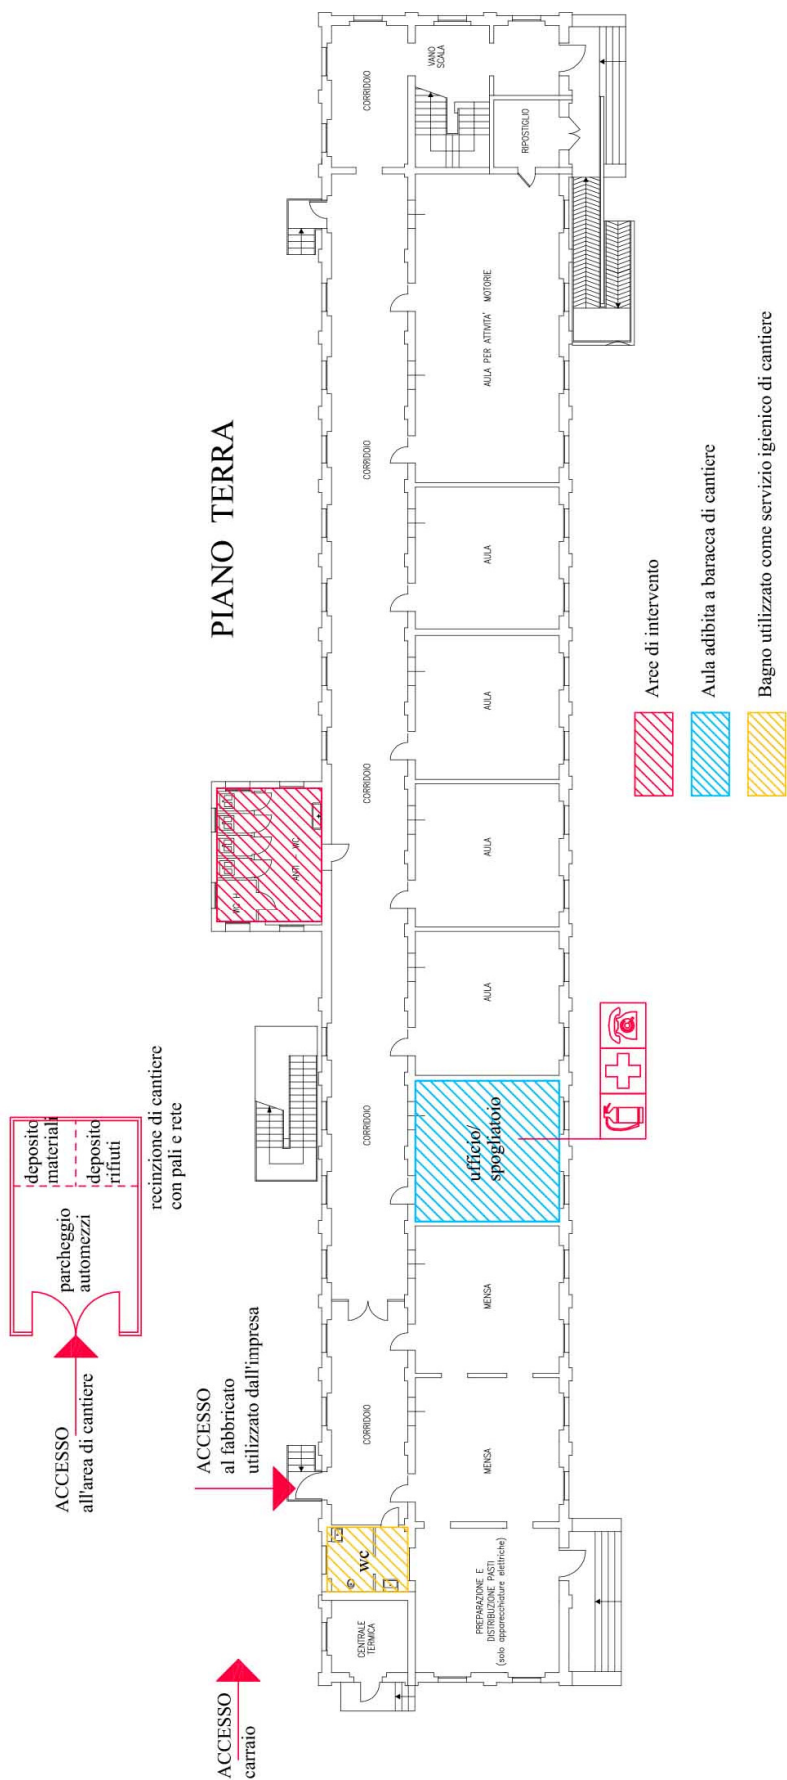 ACCESSO
all'area di cantiere
parcheggio
automezzi
deposito
materiali
deposito
rifiuti
recinzione di cantiere
con pali e rete
ACCESSO
carraio
ACCESSO
al fabbricato
utilizzato dall'impresa
PIANO TERRA
WC H
ANTI - WC
CENTRALE
TERMICA
wc
CORRIDOIO
CORRIDOIO
CORRIDOIO
CORRIDOIO
CORRIDOIO
VANO
SCALA
PREPARAZIONE E
DISTRIBUZIONE PASTI
(solo apparecchiature elettriche)
MENSA
MENSA
ufficio/
spogliatoio
AULA
AULA
AULA
AULA
AULA PER ATTIVITA' MOTORIE
RIPOSTIGLIO
Aree di intervento
Aula adibita a baracca di cantiere
Bagno utilizzato come servizio igienico di cantiere